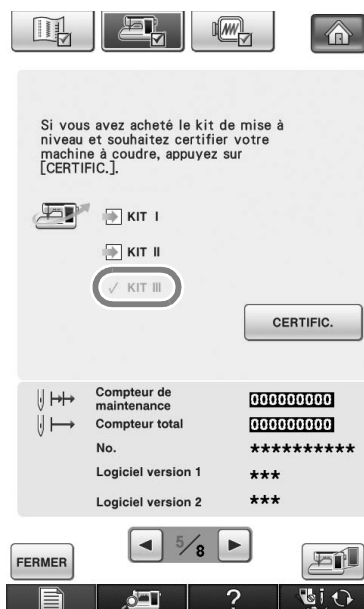 Si vous avez acheté le kit de mise à
niveau et souhaitez certifier votre
machine à coudre, appuyez sur
[CERTIFIC.].
KIT I
KIT II
✓ KIT III
CERTIFIC.
Compteur de
maintenance 000000000
Compteur total 000000000
No. **********
Logiciel version 1 ***
Logiciel version 2 ***
FERMER
5/8
?